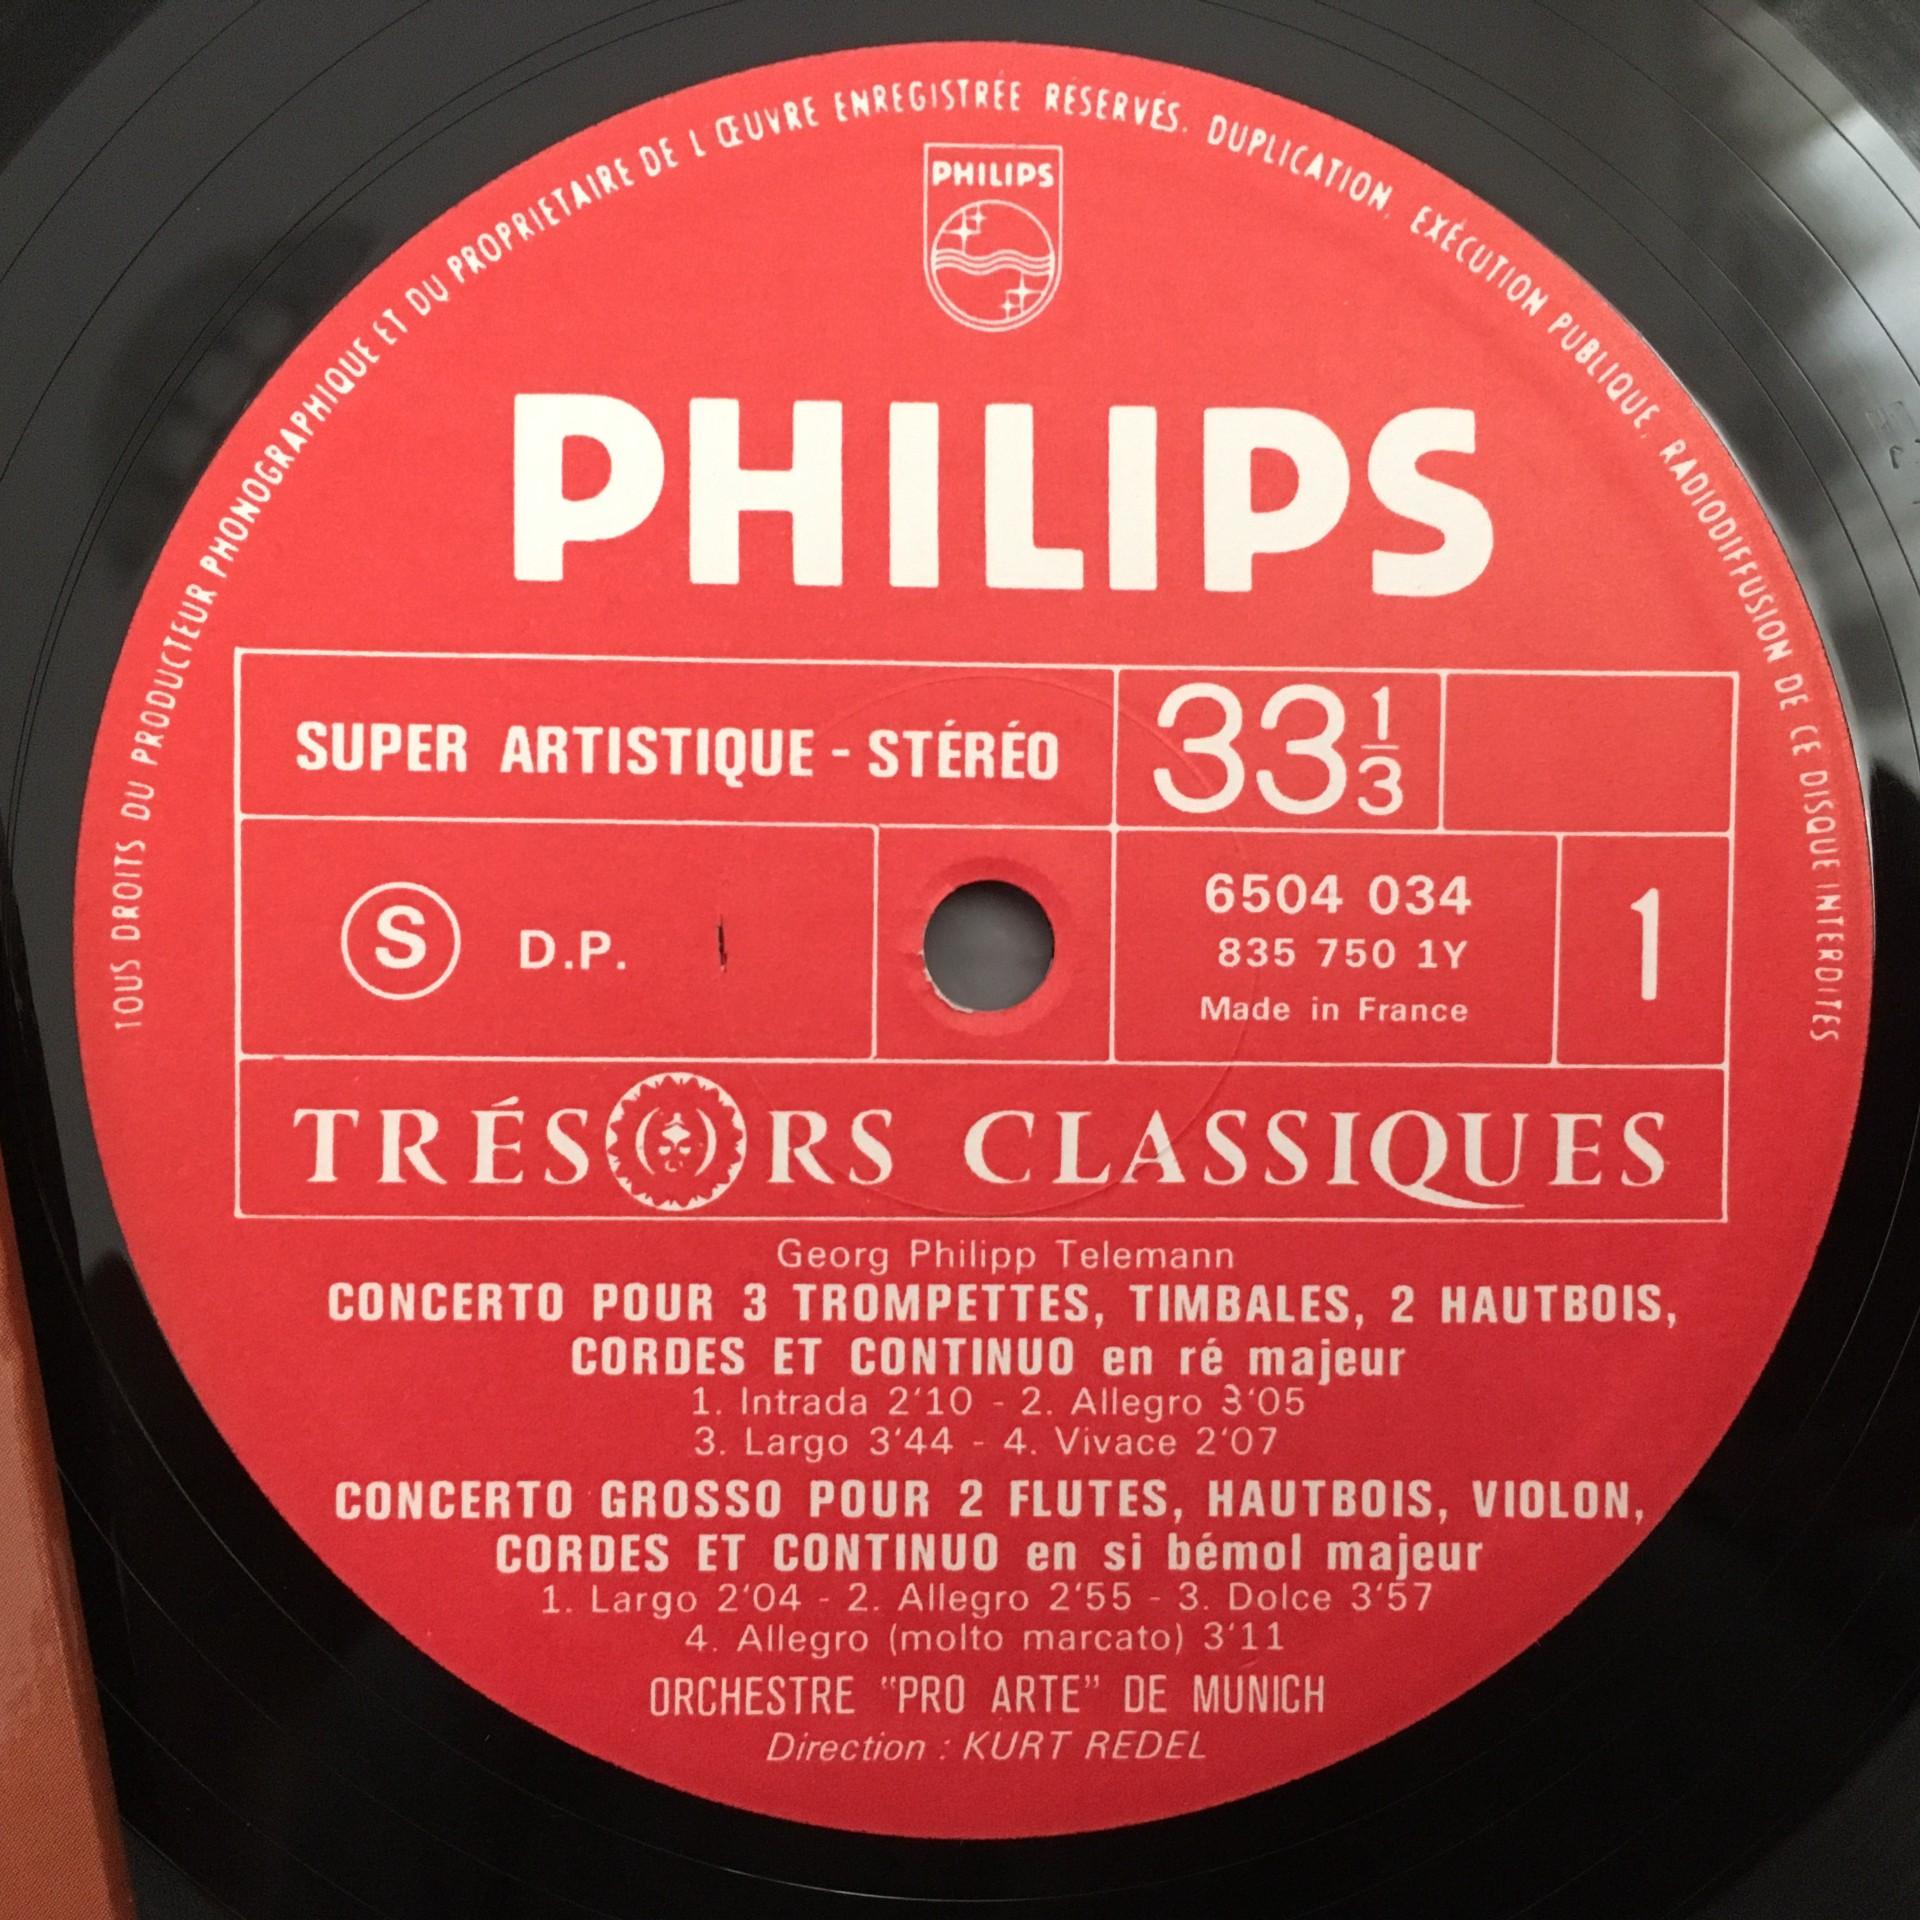 TOUS DROITS DU PRODUCTEUR PHONOGRAPHIQUE ET DU PROPRIETAIRE DE L ŒUVRE ENREGISTRÉE RÉSERVÉS. DUPLICATION, EXÉCUTION PUBLIQUE, RADIODIFFUSION DE CE DISQUE INTERDITES
PHILIPS
PHILIPS
SUPER ARTISTIQUE - STÉRÉO
33 1/3
S D.P.
6504 034
835 750 1Y
Made in France
1
TRÉSORS CLASSIQUES
Georg Philipp Telemann
CONCERTO POUR 3 TROMPETTES, TIMBALES, 2 HAUTBOIS,
CORDES ET CONTINUO en ré majeur
1. Intrada 2'10 - 2. Allegro 3'05
3. Largo 3'44 - 4. Vivace 2'07
CONCERTO GROSSO POUR 2 FLUTES, HAUTBOIS, VIOLON,
CORDES ET CONTINUO en si bémol majeur
1. Largo 2'04 - 2. Allegro 2'55 - 3. Dolce 3'57
4. Allegro (molto marcato) 3'11
ORCHESTRE "PRO ARTE" DE MUNICH
Direction : KURT REDEL